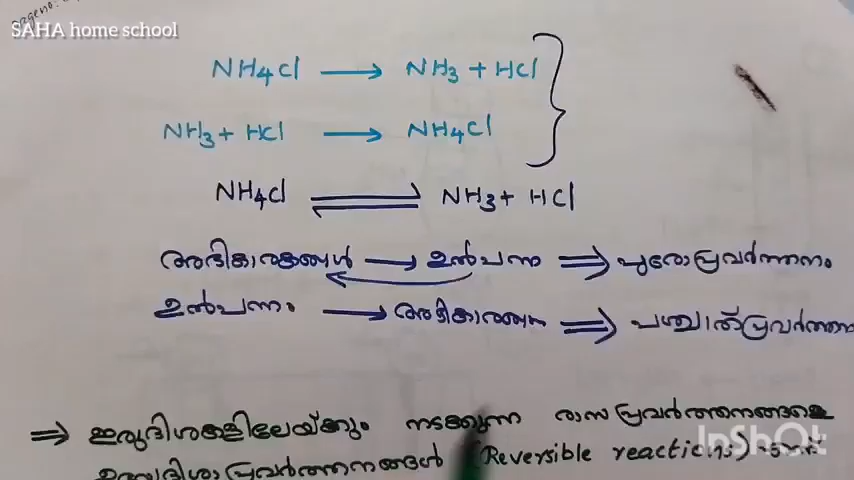 SAHA home school
NH4Cl → NH3 + HCl
NH3 + HCl → NH4Cl
NH4Cl ⇌ NH3 + HCl
അഭികാരകങ്ങൾ → ഉൽപന്നം ⇒ പുരോപ്രവർത്തനം
ഉൽപന്നം → അഭികാരകങ്ങൾ ⇒ പശ്ചാത്പ്രവർത്തനം
⇒ ഇരുദിശകളിലേയ്ക്കും നടക്കുന്ന രാസപ്രവർത്തനങ്ങളെ
ഉഭയദിശാപ്രവർത്തനങ്ങൾ (Reversible reactions)
InShOt